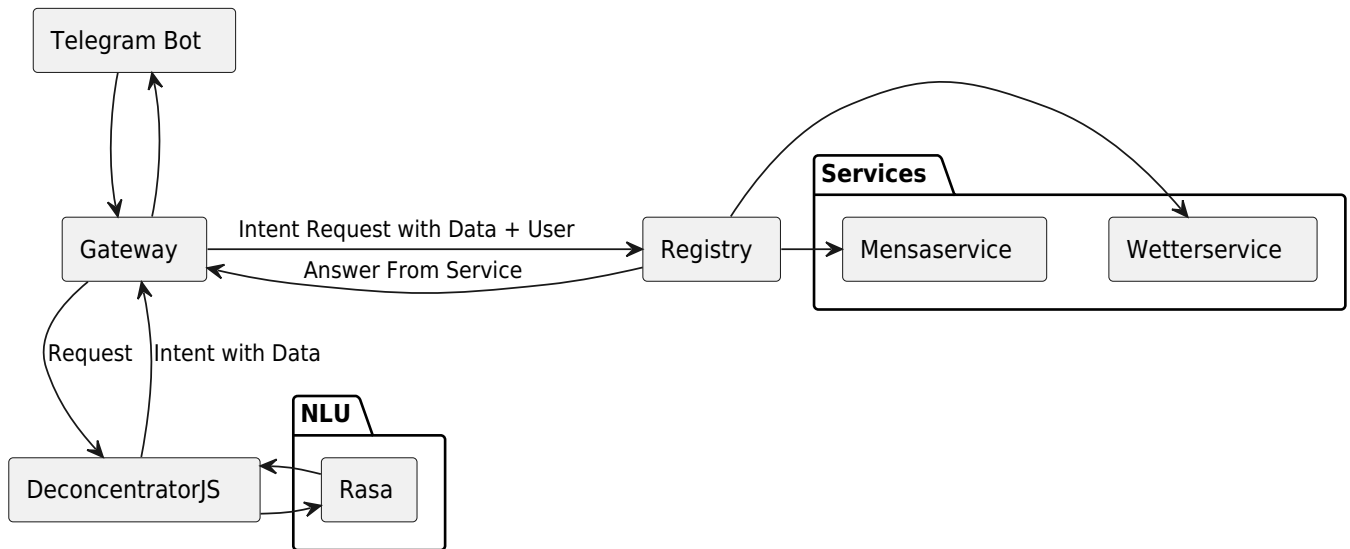 Telegram Bot
Services
Gateway
Intent Request with Data + User
Answer From Service
Registry
Mensaservice
Wetterservice
Request
Intent with Data
NLU
DeconcentratorJS
Rasa